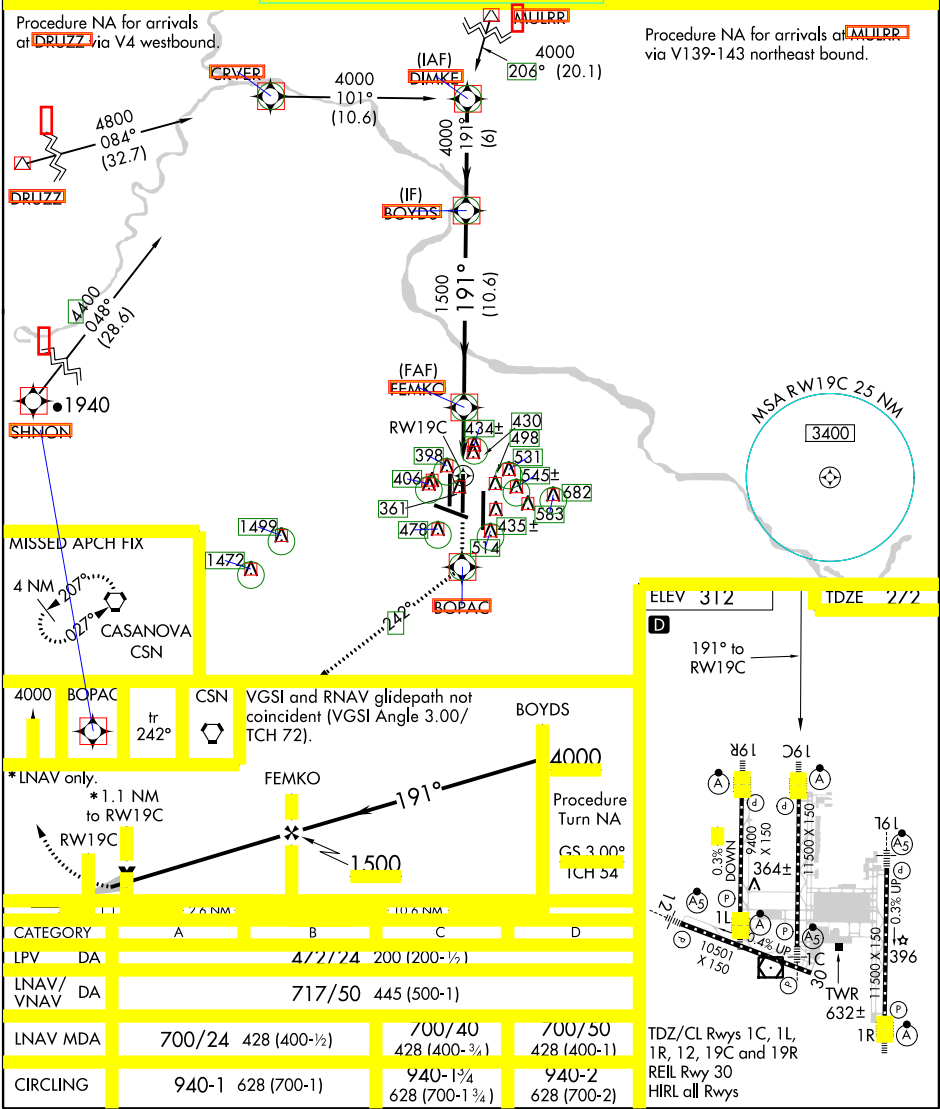 Procedure NA for arrivals
at DRUZZ via V4 westbound.
MULRR
Procedure NA for arrivals at MULRR
via V139-143 northeast bound.
4000
206° (20.1)
CRVER
4000
101°
(10.6)
(IAF)
DIMKE
4800
084°
(32.7)
4000
191°
(6)
DRUZZ
(IF)
BOYDS
4400
048°
(28.6)
1500
191°
(10.6)
(FAF)
FEMKO
SHNON
1940
MSA RW19C 25 NM
3400
RW19C
434±
430
498
398
531
406
545±
361
682
583
478
435±
514
1499
1472
BOPAC
242°
MISSED APCH FIX
4 NM
207°
027°
CASANOVA
CSN
ELEV 312
TDZE 272
D
191° to
RW19C
4000
BOPAC
tr
242°
CSN
VGSI and RNAV glidepath not
coincident (VGSI Angle 3.00/
TCH 72).
BOYDS
*LNAV only.
*1.1 NM
to RW19C
RW19C
FEMKO
191°
4000
1500
Procedure
Turn NA
GS 3.00°
TCH 54
1.1
2.6 NM
10.6 NM
CATEGORY A B C D
LPV DA 472/24 200 (200-½)
LNAV/
VNAV DA 717/50 445 (500-1)
LNAV MDA 700/24 428 (400-½) 700/40
428 (400-¾) 700/50
428 (400-1)
CIRCLING 940-1 628 (700-1) 940-1¾
628 (700-1¾) 940-2
628 (700-2)
19R
19C
19L
A
A
A5
P
P
P
0.3%
DOWN
9400
X 150
11500 X 150
364±
0.3% UP
A5
12
P
1L
A
P
P
0.4% UP
A5
1C
10501
X 150
30
P
TWR
632±
11500 X 150
396
P
1R
A
TDZ/CL Rwys 1C, 1L,
1R, 12, 19C and 19R
REIL Rwy 30
HIRL all Rwys